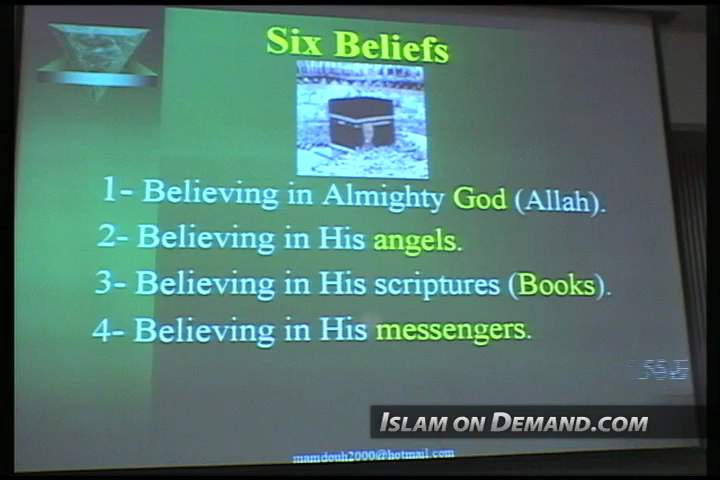 Six Beliefs
1- Believing in Almighty God (Allah).
2- Believing in His angels.
3- Believing in His scriptures (Books).
4- Believing in His messengers.
ISLAM ON DEMAND.COM
mamdouh2000@hotmail.com